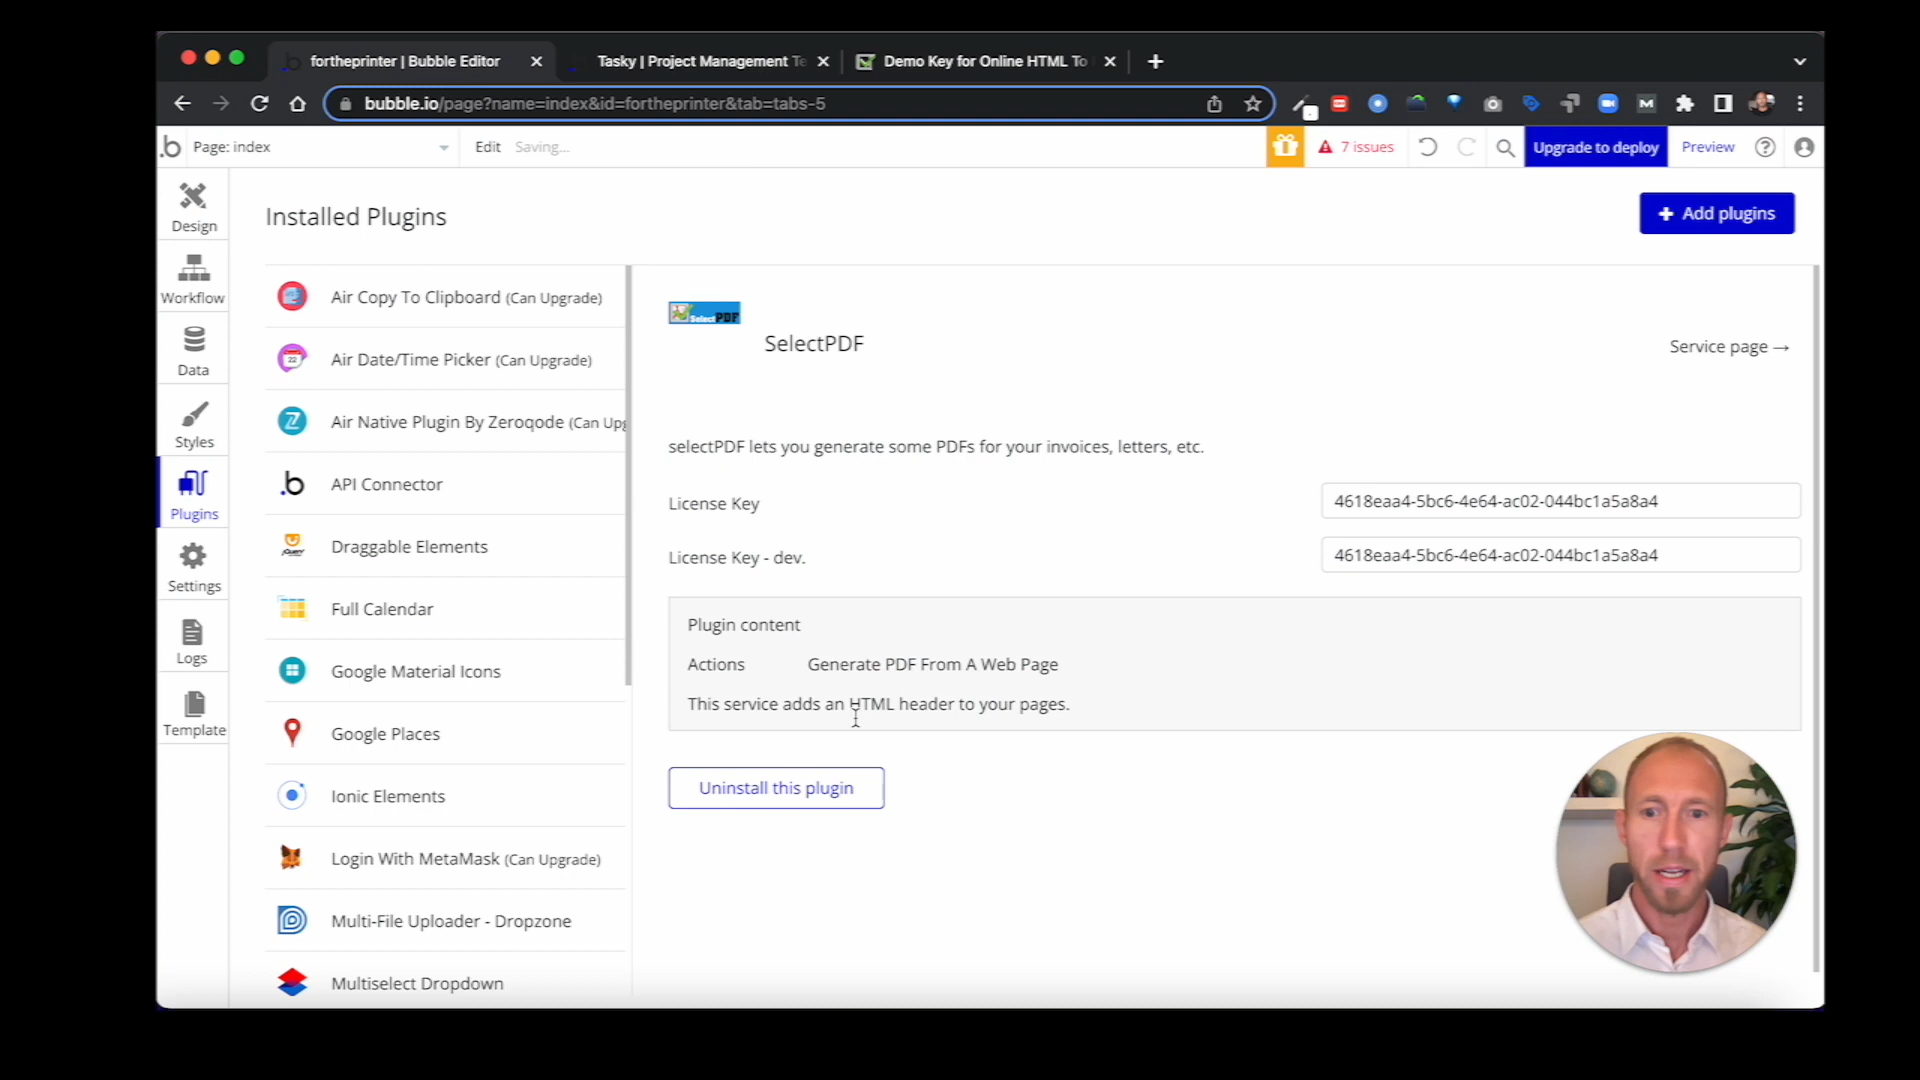 fortheprinter | Bubble Editor
Tasky | Project Management Te
Demo Key for Online HTML To
bubble.io/page?name=index&id=fortheprinter&tab=tabs-5
Page: index
Edit
Saving...
7 issues
Upgrade to deploy
Preview
Design
Workflow
Data
Styles
Plugins
Settings
Logs
Template
Installed Plugins
+ Add plugins
Air Copy To Clipboard (Can Upgrade)
Air Date/Time Picker (Can Upgrade)
Air Native Plugin By Zeroqode (Can Upg
API Connector
Draggable Elements
Full Calendar
Google Material Icons
Google Places
Ionic Elements
Login With MetaMask (Can Upgrade)
Multi-File Uploader - Dropzone
Multiselect Dropdown
SelectPDF
SelectPDF
Service page →
selectPDF lets you generate some PDFs for your invoices, letters, etc.
License Key
4618eaa4-5bc6-4e64-ac02-044bc1a5a8a4
License Key - dev.
4618eaa4-5bc6-4e64-ac02-044bc1a5a8a4
Plugin content
Actions Generate PDF From A Web Page
This service adds an HTML header to your pages.
Uninstall this plugin